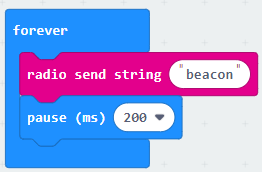 forever
radio send string "beacon"
pause (ms) 200